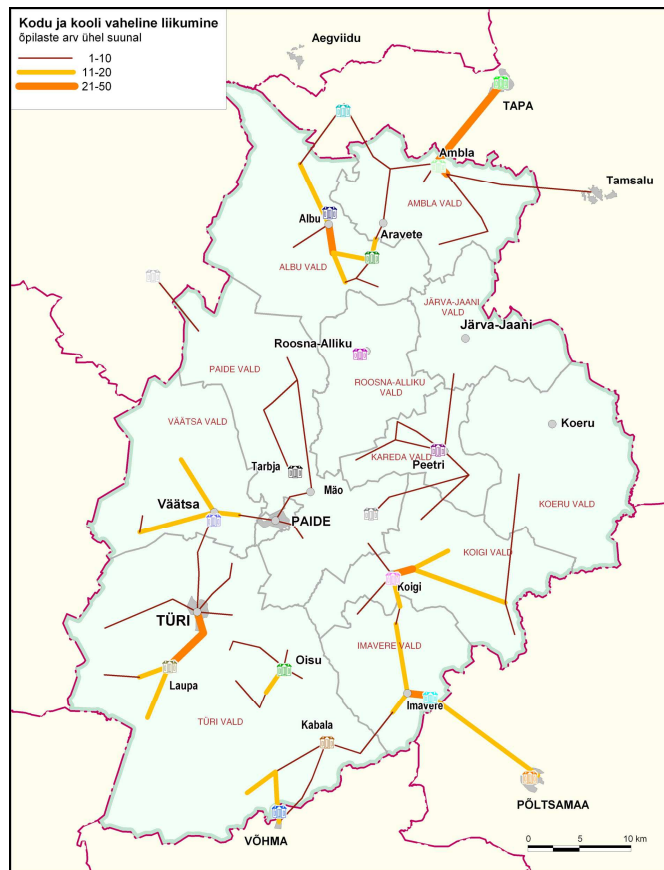 Kodu ja kooli vaheline liikumine
õpilaste arv ühel suunal
1-10
11-20
21-50
Aegviidu
TAPA
Ambla
Tamsalu
AMBLA VALD
Albu
Aravete
ALBU VALD
JÄRVA-JAANI
VALD
Järva-Jaani
Roosna-Alliku
PAIDE VALD
ROOSNA-ALLIKU
VALD
VÄÄTSA VALD
Koeru
KAREDA VALD
Peetri
Tarbja
Mäo
Väätsa
PAIDE
KOERU VALD
KOIGI VALD
Koigi
TÜRI
IMAVERE VALD
Oisu
Laupa
Imavere
TÜRI VALD
Kabala
PÕLTSAMAA
VÕHMA
0 5 10 km